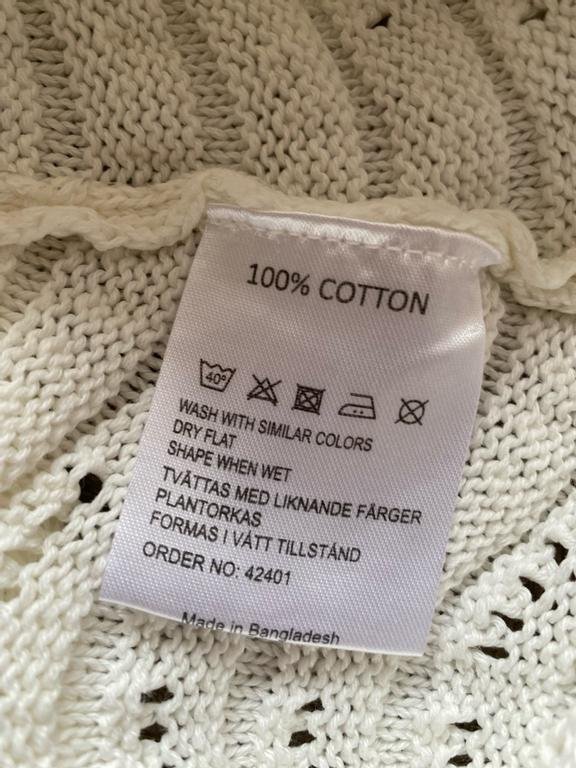 100% COTTON
40°
WASH WITH SIMILAR COLORS
DRY FLAT
SHAPE WHEN WET
TVÄTTAS MED LIKNANDE FÄRGER
PLANTORKAS
FORMAS I VÅTT TILLSTÅND
ORDER NO: 42401
Made in Bangladesh